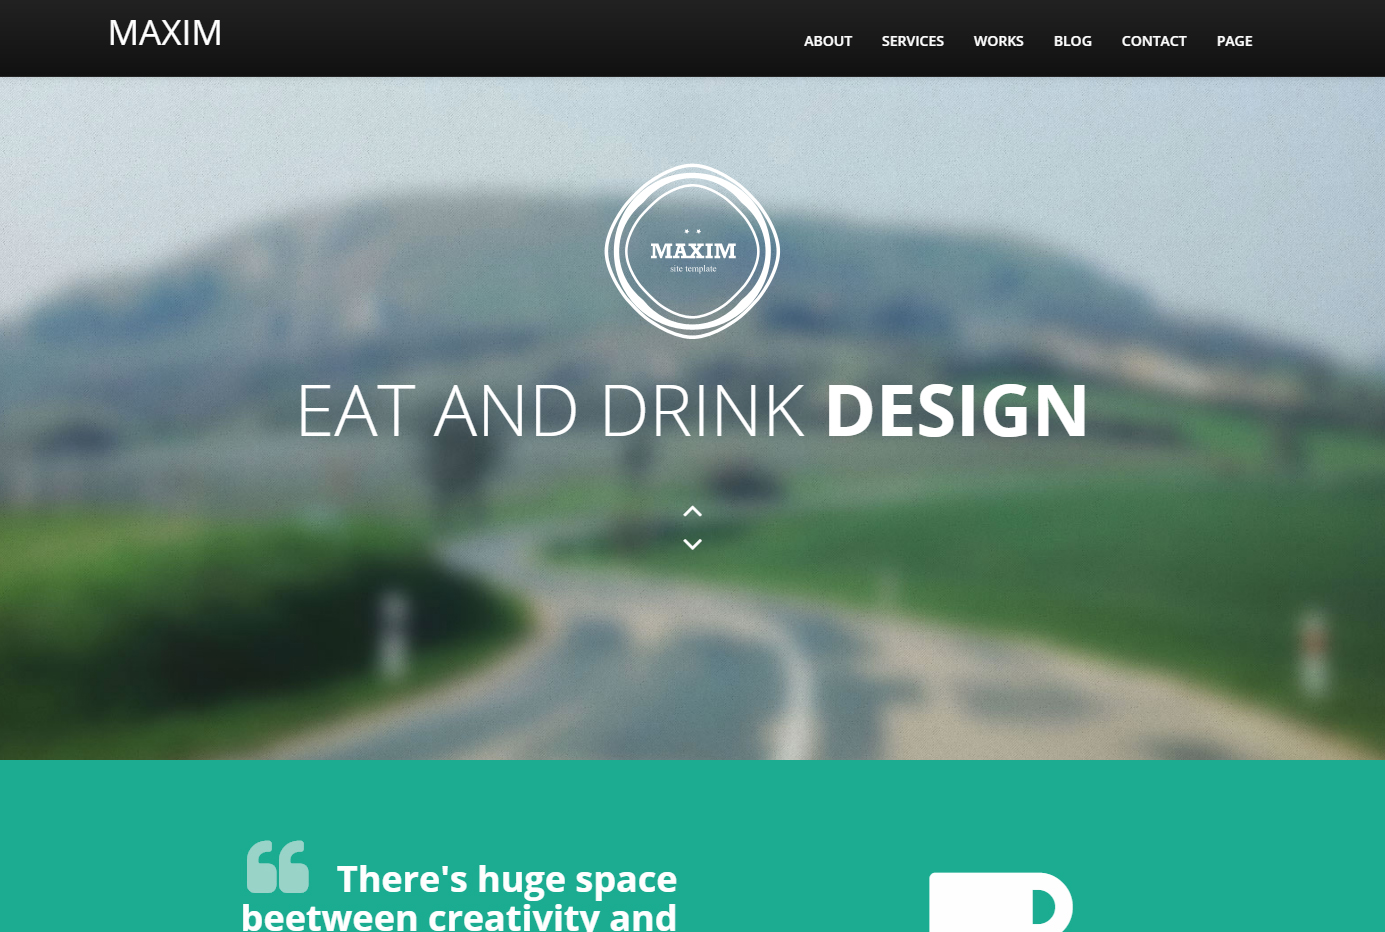 MAXIM
ABOUT SERVICES WORKS BLOG CONTACT PAGE
MAXIM
site template
EAT AND DRINK DESIGN
There's huge space
beetween creativity and